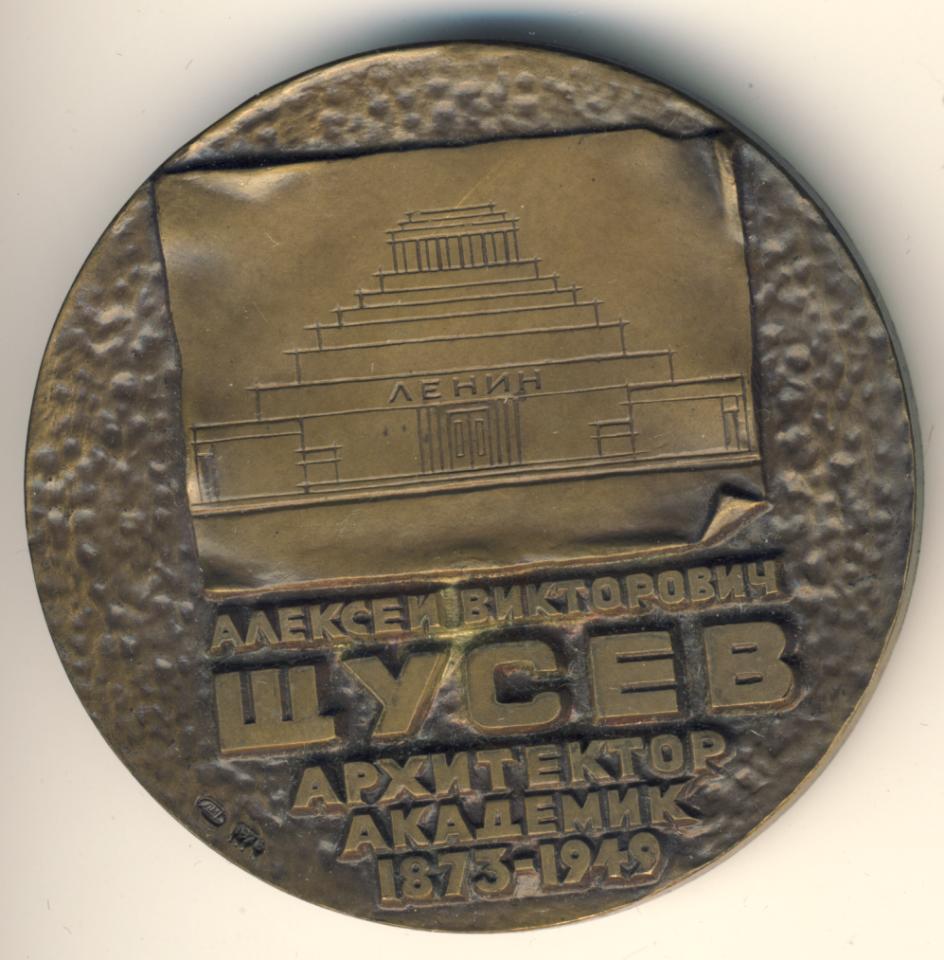 ЛЕНИН
АЛЕКСЕЙ ВИКТОРОВИЧ
ЩУСЕВ
АРХИТЕКТОР
АКАДЕМИК
1873-1949